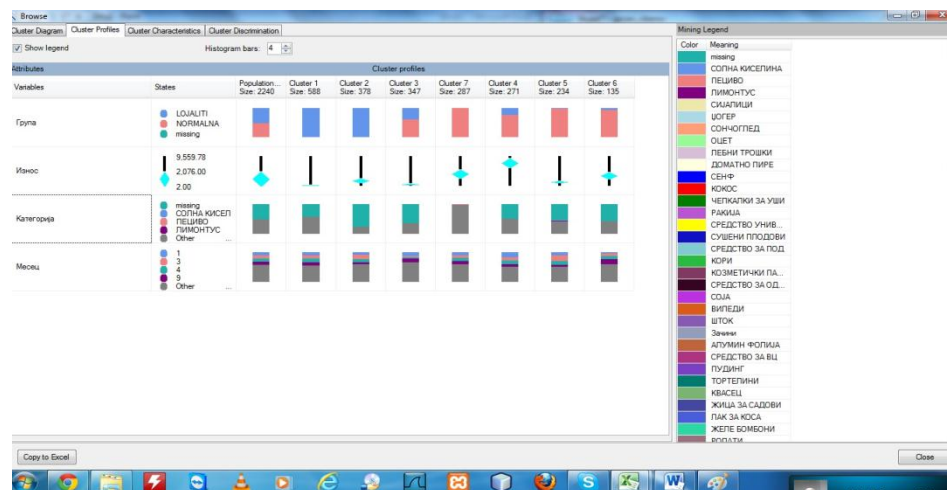 Browse
Cluster Diagram Cluster Profiles Cluster Characteristics Cluster Discrimination
Show legend
Histogram bars: 4
Attributes
Cluster profiles
Variables
States
Population... Size: 2240
Cluster 1 Size: 588
Cluster 2 Size: 378
Cluster 3 Size: 347
Cluster 7 Size: 287
Cluster 4 Size: 271
Cluster 5 Size: 234
Cluster 6 Size: 135
Група
LOJALITI
NORMALNA
missing
Износ
9,559.78
2,076.00
2.00
Категорија
missing
СОЛНА КИСЕЛ
ПЕЦИВО
ЛИМОНТУС
Other ...
Месец
1
3
4
9
Other ...
Mining Legend
Color Meaning
missing
СОЛНА КИСЕЛИНА
ПЕЦИВО
ЛИМОНТУС
СИЈАЛИЦИ
ЏОГЕР
СОНЧОГЛЕД
ОЦЕТ
ЛЕБНИ ТРОШКИ
ДОМАТНО ПИРЕ
СЕНФ
КОКОС
ЧЕПКАЛКИ ЗА УШИ
РАКИЈА
СРЕДСТВО УНИВ...
СУШЕНИ ПЛОДОВИ
СРЕДСТВО ЗА ПОД
КОРИ
КОЗМЕТИЧКИ ПА...
СРЕДСТВО ЗА ОД...
СОЈА
ВИЛЕДИ
ШТОК
Зачини
АЛУМИН ФОЛИЈА
СРЕДСТВО ЗА ВЦ
ПУДИНГ
ТОРТЕЛИНИ
КВАСЕЦ
ЖИЦА ЗА САДОВИ
ЛАК ЗА КОСА
ЖЕЛЕ БОМБОНИ
Copy to Excel
Close